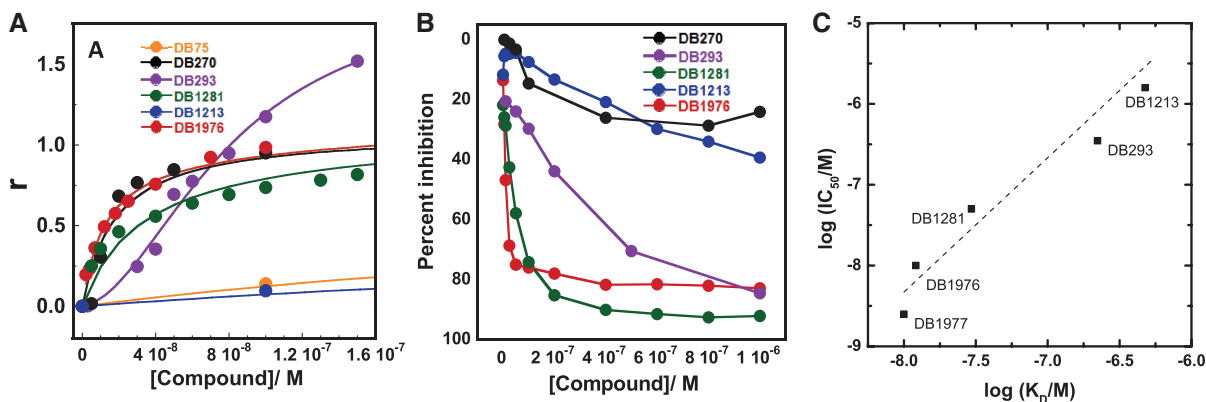 A
A
DB75
DB270
DB293
DB1281
DB1213
DB1976
1.5
1.0
0.5
0.0
r
0
4 10⁻⁸
8 10⁻⁸
1.2 10⁻⁷
1.6 10⁻⁷
[Compound]/ M
B
DB270
DB293
DB1281
DB1213
DB1976
0
20
40
60
80
100
Percent inhibition
0
2 10⁻⁷
4 10⁻⁷
6 10⁻⁷
8 10⁻⁷
1 10⁻⁶
[Compound]/ M
C
-5
-6
-7
-8
-9
log (IC₅₀/M)
DB1213
DB293
DB1281
DB1976
DB1977
-8.0
-7.5
-7.0
-6.5
-6.0
log (K_D/M)